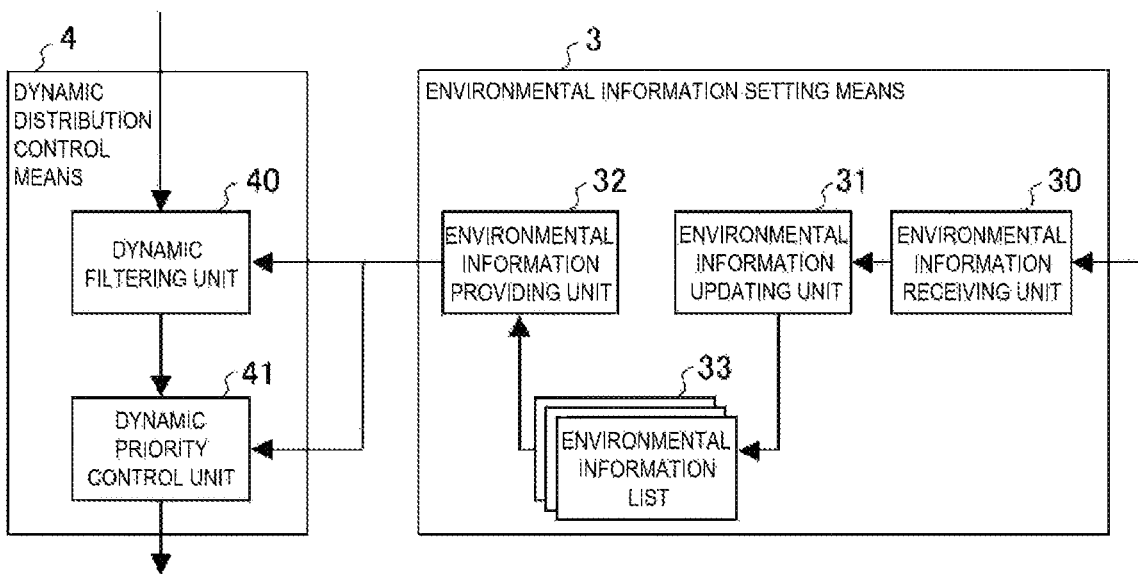 4
DYNAMIC
DISTRIBUTION
CONTROL
MEANS
40
DYNAMIC
FILTERING UNIT
41
DYNAMIC
PRIORITY
CONTROL UNIT
3
ENVIRONMENTAL INFORMATION SETTING MEANS
32
ENVIRONMENTAL
INFORMATION
PROVIDING UNIT
31
ENVIRONMENTAL
INFORMATION
UPDATING UNIT
30
ENVIRONMENTAL
INFORMATION
RECEIVING UNIT
33
ENVIRONMENTAL
INFORMATION
LIST